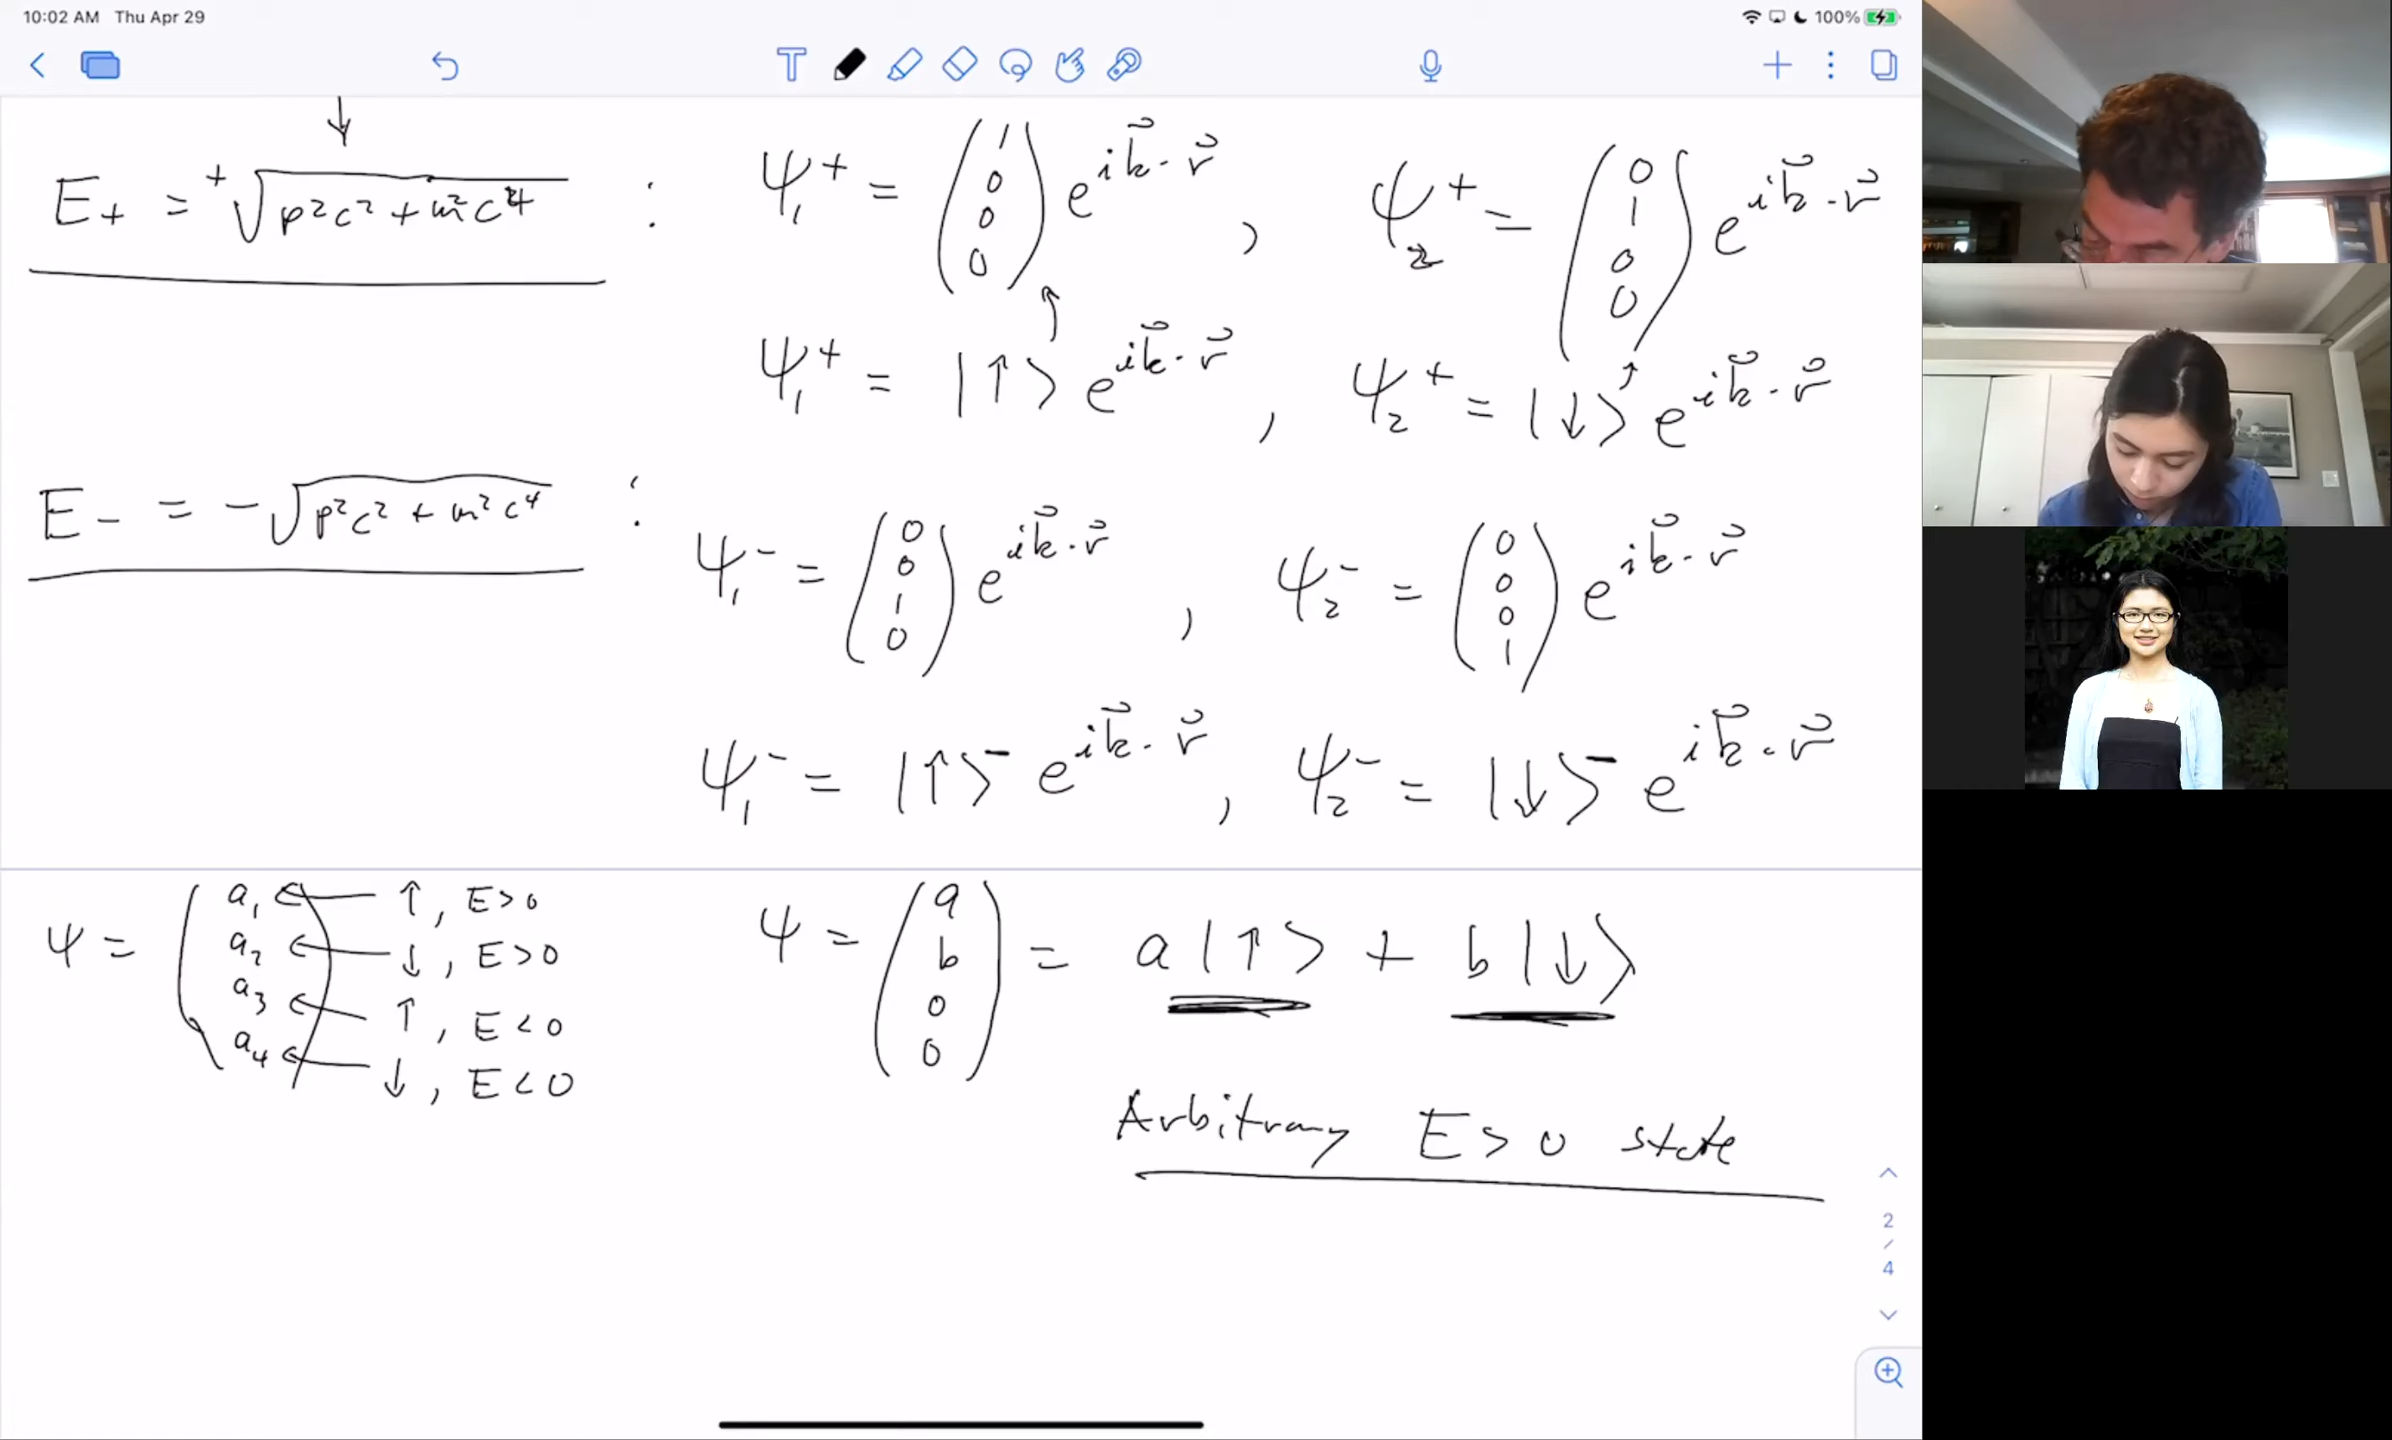 10:02 AM Thu Apr 29
100%
↓
E₊ = ⁺√(p²c² + m²c⁴) : ψ₁⁺ = (1 0 0 0) e^{ik⃗·r⃗} , ψ₂⁺ = (0 1 0 0) e^{ik⃗·r⃗}
↑
ψ₁⁺ = |↑⟩ e^{ik⃗·r⃗} , ψ₂⁺ = |↓⟩ e^{ik⃗·r⃗}
↑
E₋ = -√(p²c² + m²c⁴) : ψ₁⁻ = (0 0 1 0) e^{ik⃗·r⃗} , ψ₂⁻ = (0 0 0 1) e^{ik⃗·r⃗}
ψ₁⁻ = |↑⟩⁻ e^{ik⃗·r⃗} , ψ₂⁻ = |↓⟩⁻ e^{ik⃗·r⃗}
ψ = (a₁ a₂ a₃ a₄)
← ↑, E>0
← ↓, E>0
← ↑, E<0
← ↓, E<0
ψ = (a b 0 0) = a|↑⟩ + b|↓⟩
Arbitrary E>0 state
2
/
4